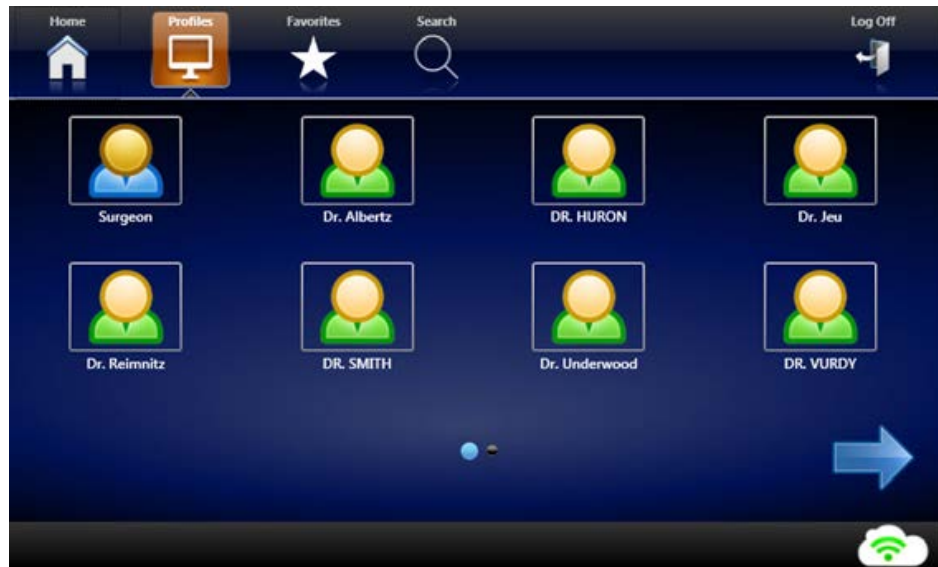 Home
Profiles
Favorites
Search
Log Off
Surgeon
Dr. Albertz
DR. HURON
Dr. Jeu
Dr. Reimnitz
DR. SMITH
Dr. Underwood
DR. VURDY